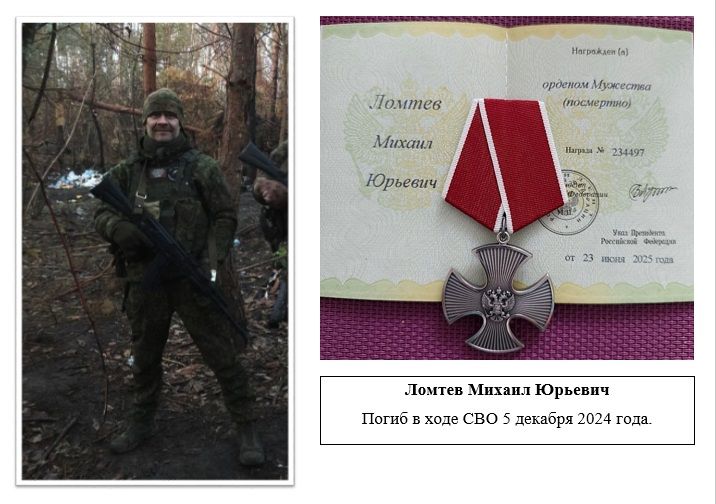 Награжден (а)
орденом Мужества
(посмертно)
Ломтев
Михаил
Юрьевич
Награда № 234497
Указ Президента
Российской Федерации
от 23 июня 2025 года
Ломтев Михаил Юрьевич
Погиб в ходе СВО 5 декабря 2024 года.